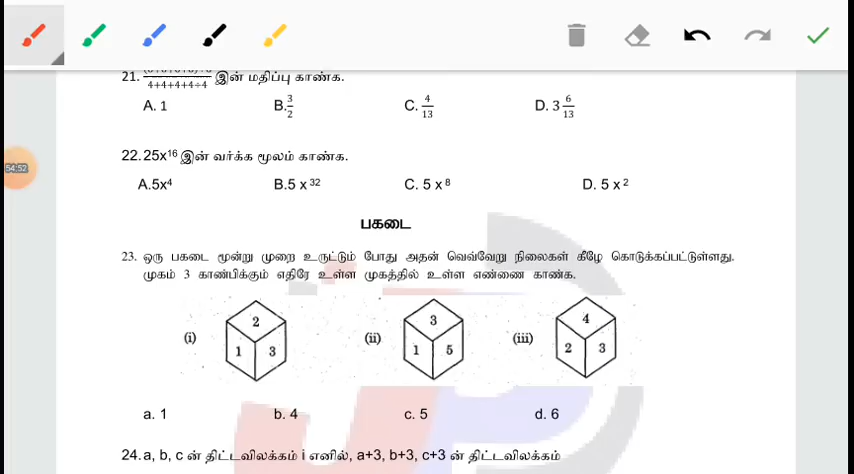 21. 4+4+4+4÷4 இன் மதிப்பு காண்க.
A. 1 B. 3/2 C. 4/13 D. 3 6/13
54:52
22. 25x¹⁶ இன் வர்க்க மூலம் காண்க.
A.5x⁴ B.5 x ³² C. 5 x ⁸ D. 5 x ²
பகடை
23. ஒரு பகடை மூன்று முறை உருட்டும் போது அதன் வெவ்வேறு நிலைகள் கீழே கொடுக்கப்பட்டுள்ளது.
முகம் 3 காண்பிக்கும் எதிரே உள்ள முகத்தில் உள்ள எண்ணை காண்க.
(i) 2 1 3 (ii) 3 1 5 (iii) 4 2 3
a. 1 b. 4 c. 5 d. 6
24. a, b, c ன் திட்டவிலக்கம் i எனில், a+3, b+3, c+3 ன் திட்டவிலக்கம்